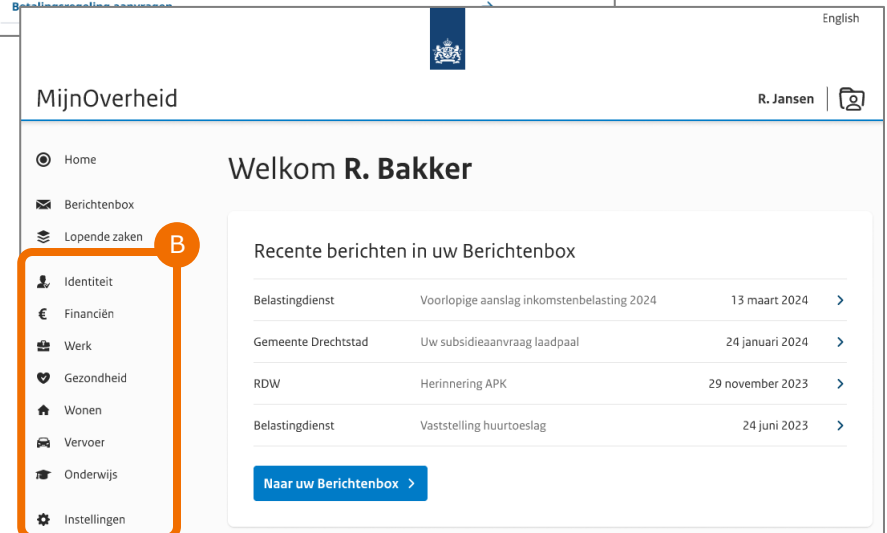 Betalingsregeling aanvragen
English
MijnOverheid
R. Jansen
Home
Berichtenbox
Lopende zaken
B
Identiteit
Financiën
Werk
Gezondheid
Wonen
Vervoer
Onderwijs
Instellingen
Welkom R. Bakker
Recente berichten in uw Berichtenbox
Belastingdienst Voorlopige aanslag inkomstenbelasting 2024 13 maart 2024
Gemeente Drechtstad Uw subsidieaanvraag laadpaal 24 januari 2024
RDW Herinnering APK 29 november 2023
Belastingdienst Vaststelling huurtoeslag 24 juni 2023
Naar uw Berichtenbox